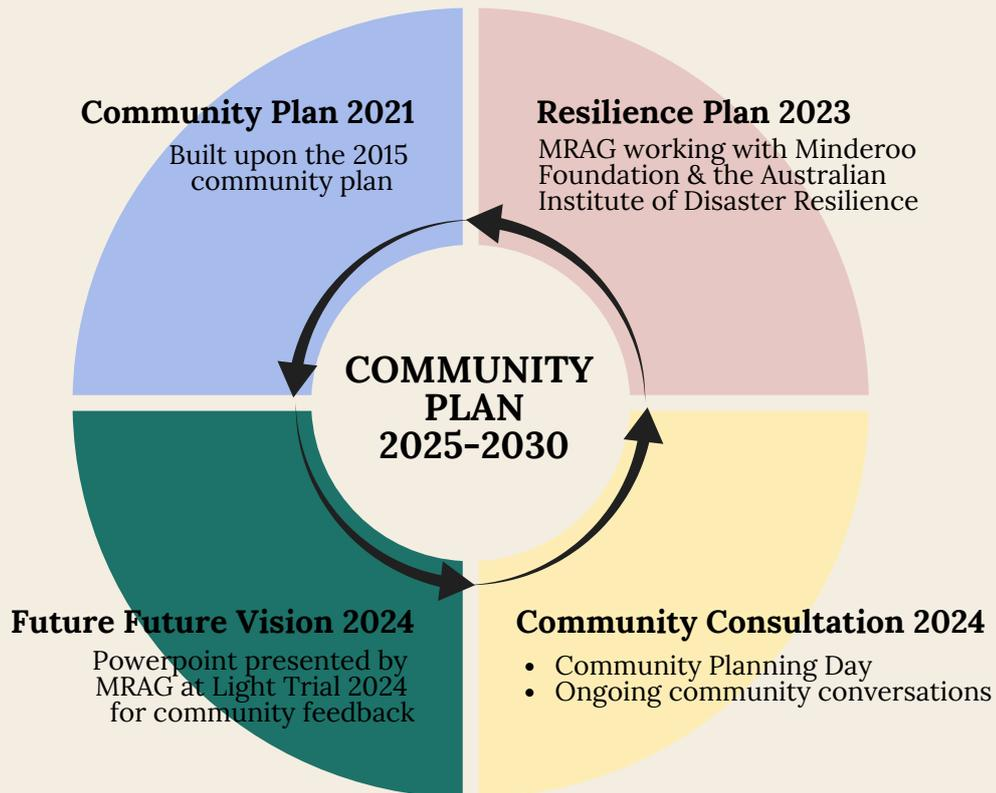 Community Plan 2021
Built upon the 2015
community plan
Resilience Plan 2023
MRAG working with Minderoo
Foundation & the Australian
Institute of Disaster Resilience
COMMUNITY
PLAN
2025-2030
Future Future Vision 2024
Powerpoint presented by
MRAG at Light Trial 2024
for community feedback
Community Consultation 2024
• Community Planning Day
• Ongoing community conversations